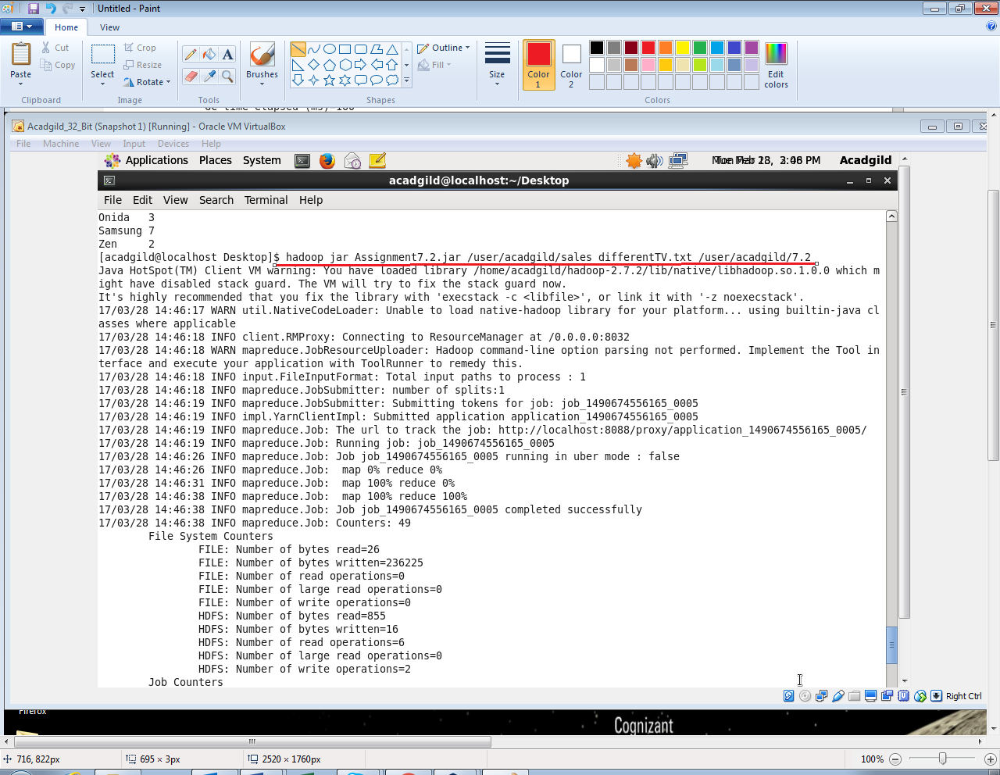 Untitled - Paint
Home
View
Paste
Cut
Copy
Clipboard
Select
Crop
Resize
Rotate
Image
A
Tools
Brushes
Outline
Fill
Shapes
Size
Color 1
Color 2
Edit colors
Colors
Acadgild_32_Bit (Snapshot 1) [Running] - Oracle VM VirtualBox
File Machine View Input Devices Help
Applications Places System
PM Acadgild
acadgild@localhost:~/Desktop
File Edit View Search Terminal Help
Onida 3
Samsung 7
Zen 2
[acadgild@localhost Desktop]$ hadoop jar Assignment7.2.jar /user/acadgild/sales_differentTV.txt /user/acadgild/7.2
Java HotSpot(TM) Client VM warning: You have loaded library /home/acadgild/hadoop-2.7.2/lib/native/libhadoop.so.1.0.0 which m
ight have disabled stack guard. The VM will try to fix the stack guard now.
It's highly recommended that you fix the library with 'execstack -c <libfile>', or link it with '-z noexecstack'.
17/03/28 14:46:17 WARN util.NativeCodeLoader: Unable to load native-hadoop library for your platform... using builtin-java cl
asses where applicable
17/03/28 14:46:18 INFO client.RMProxy: Connecting to ResourceManager at /0.0.0.0:8032
17/03/28 14:46:18 WARN mapreduce.JobResourceUploader: Hadoop command-line option parsing not performed. Implement the Tool in
terface and execute your application with ToolRunner to remedy this.
17/03/28 14:46:18 INFO input.FileInputFormat: Total input paths to process : 1
17/03/28 14:46:18 INFO mapreduce.JobSubmitter: number of splits:1
17/03/28 14:46:19 INFO mapreduce.JobSubmitter: Submitting tokens for job: job_1490674556165_0005
17/03/28 14:46:19 INFO impl.YarnClientImpl: Submitted application application_1490674556165_0005
17/03/28 14:46:19 INFO mapreduce.Job: The url to track the job: http://localhost:8088/proxy/application_1490674556165_0005/
17/03/28 14:46:19 INFO mapreduce.Job: Running job: job_1490674556165_0005
17/03/28 14:46:26 INFO mapreduce.Job: Job job_1490674556165_0005 running in uber mode : false
17/03/28 14:46:26 INFO mapreduce.Job:  map 0% reduce 0%
17/03/28 14:46:31 INFO mapreduce.Job:  map 100% reduce 0%
17/03/28 14:46:38 INFO mapreduce.Job:  map 100% reduce 100%
17/03/28 14:46:38 INFO mapreduce.Job: Job job_1490674556165_0005 completed successfully
17/03/28 14:46:38 INFO mapreduce.Job: Counters: 49
File System Counters
FILE: Number of bytes read=26
FILE: Number of bytes written=236225
FILE: Number of read operations=0
FILE: Number of large read operations=0
FILE: Number of write operations=0
HDFS: Number of bytes read=855
HDFS: Number of bytes written=16
HDFS: Number of read operations=6
HDFS: Number of large read operations=0
HDFS: Number of write operations=2
Job Counters
Right Ctrl
Firefox
Cognizant
716, 822px
695 × 3px
2520 × 1760px
100%